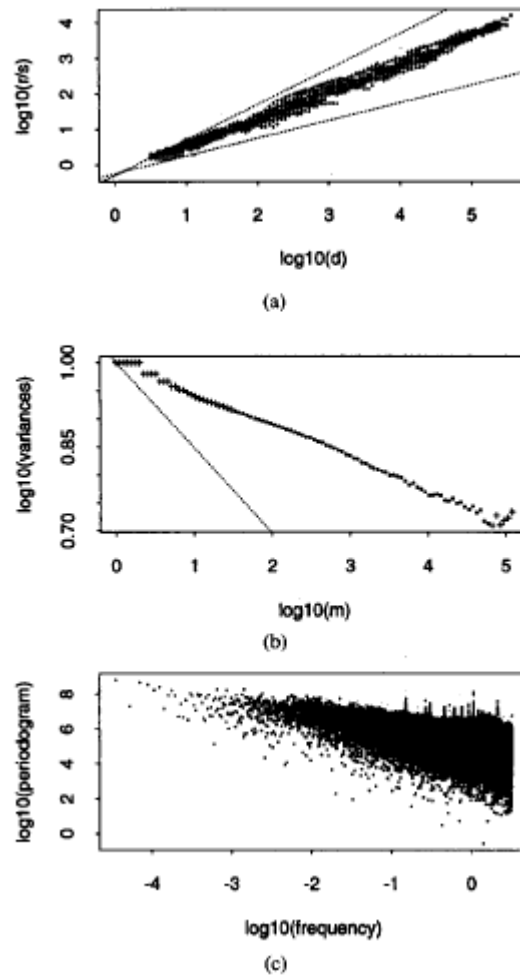 4
3
2
1
0
log10(r/s)
0 1 2 3 4 5
log10(d)
(a)
1.00
0.85
0.70
log10(variances)
0 1 2 3 4 5
log10(m)
(b)
8
6
4
2
0
log10(periodogram)
-4 -3 -2 -1 0
log10(frequency)
(c)